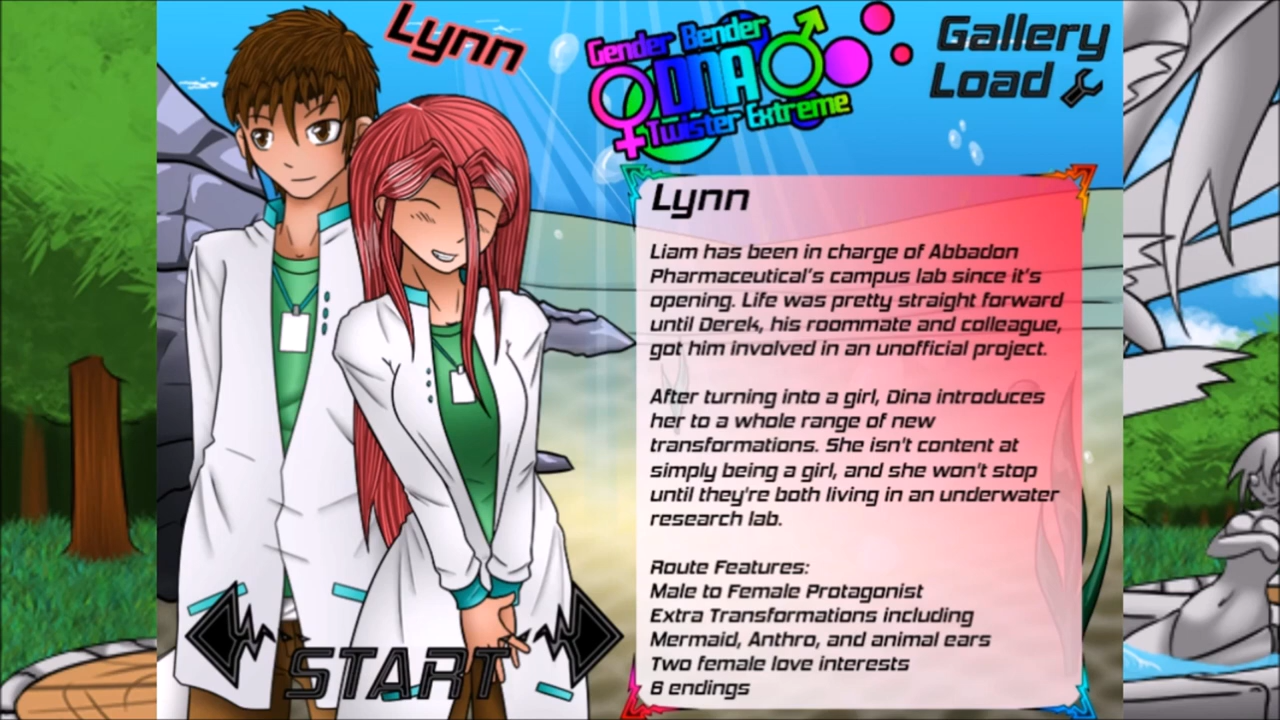 Lynn
Gender Bender
DNA
Twister Extreme
Gallery
Load
Lynn
Liam has been in charge of Abbadon
Pharmaceutical's campus lab since it's
opening. Life was pretty straight forward
until Derek, his roommate and colleague,
got him involved in an unofficial project.
After turning into a girl, Dina introduces
her to a whole range of new
transformations. She isn't content at
simply being a girl, and she won't stop
until they're both living in an underwater
research lab.
Route Features:
Male to Female Protagonist
Extra Transformations including
Mermaid, Anthro, and animal ears
Two female love interests
6 endings
START